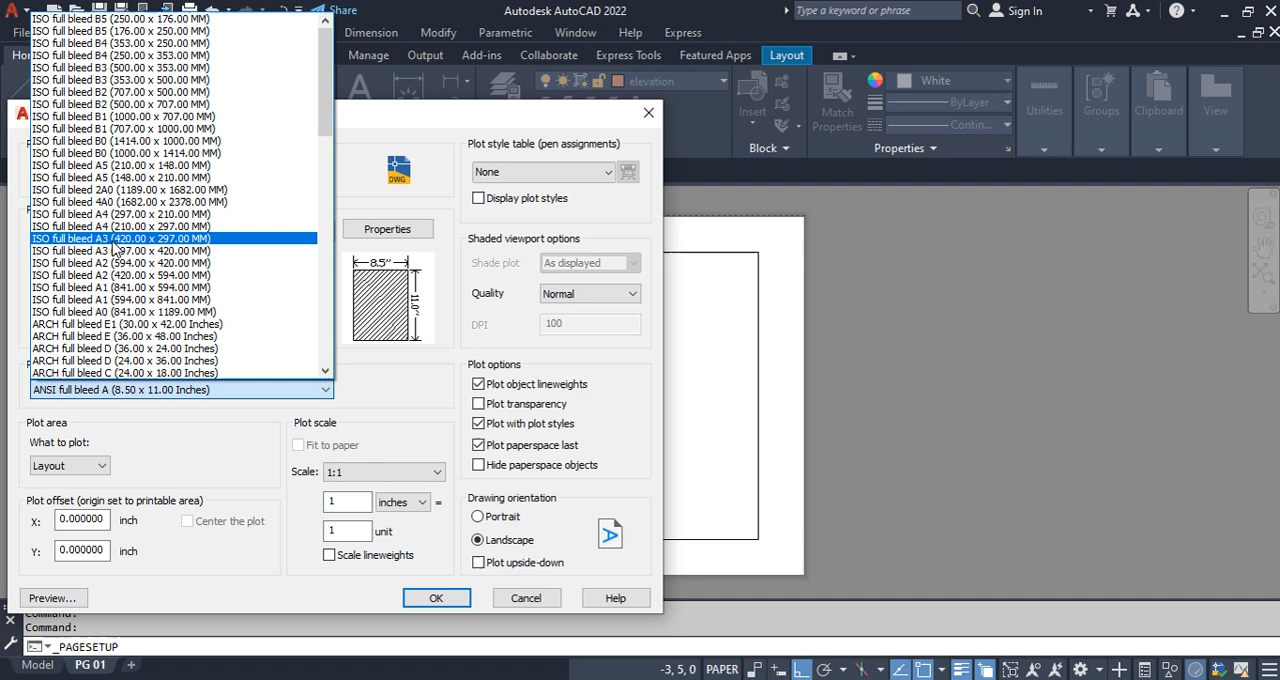 Share
Autodesk AutoCAD 2022
Type a keyword or phrase
Sign In
Dimension
Modify
Parametric
Window
Help
Express
Manage
Output
Add-ins
Collaborate
Express Tools
Featured Apps
Layout
ISO full bleed B5 (250.00 x 176.00 MM)
ISO full bleed B5 (176.00 x 250.00 MM)
ISO full bleed B4 (353.00 x 250.00 MM)
ISO full bleed B4 (250.00 x 353.00 MM)
ISO full bleed B3 (500.00 x 353.00 MM)
ISO full bleed B3 (353.00 x 500.00 MM)
ISO full bleed B2 (707.00 x 500.00 MM)
ISO full bleed B2 (500.00 x 707.00 MM)
ISO full bleed B1 (1000.00 x 707.00 MM)
ISO full bleed B1 (707.00 x 1000.00 MM)
ISO full bleed B0 (1414.00 x 1000.00 MM)
ISO full bleed B0 (1000.00 x 1414.00 MM)
ISO full bleed A5 (210.00 x 148.00 MM)
ISO full bleed A5 (148.00 x 210.00 MM)
ISO full bleed 2A0 (1189.00 x 1682.00 MM)
ISO full bleed 4A0 (1682.00 x 2378.00 MM)
ISO full bleed A4 (297.00 x 210.00 MM)
ISO full bleed A4 (210.00 x 297.00 MM)
ISO full bleed A3 (420.00 x 297.00 MM)
ISO full bleed A3 97.00 x 420.00 MM)
ISO full bleed A2 (594.00 x 420.00 MM)
ISO full bleed A2 (420.00 x 594.00 MM)
ISO full bleed A1 (841.00 x 594.00 MM)
ISO full bleed A1 (594.00 x 841.00 MM)
ISO full bleed A0 (841.00 x 1189.00 MM)
ARCH full bleed E1 (30.00 x 42.00 Inches)
ARCH full bleed E (36.00 x 48.00 Inches)
ARCH full bleed D (36.00 x 24.00 Inches)
ARCH full bleed D (24.00 x 36.00 Inches)
ARCH full bleed C (24.00 x 18.00 Inches)
ANSI full bleed A (8.50 x 11.00 Inches)
elevation
Insert
Block
Match
Properties
White
ByLayer
Contin...
Properties
Utilities
Groups
Clipboard
View
DWG
Properties
8.5"
11.0"
Plot style table (pen assignments)
None
Display plot styles
Shaded viewport options
Shade plot
As displayed
Quality
Normal
DPI
100
Plot options
Plot object lineweights
Plot transparency
Plot with plot styles
Plot paperspace last
Hide paperspace objects
Plot area
What to plot:
Layout
Plot scale
Fit to paper
Scale:
1:1
1
inches
=
1
unit
Scale lineweights
Plot offset (origin set to printable area)
X:
0.000000
inch
Center the plot
Y:
0.000000
inch
Drawing orientation
Portrait
Landscape
Plot upside-down
Preview...
OK
Cancel
Help
Command:
Command:
_PAGESETUP
Model
PG 01
-3, 5, 0
PAPER